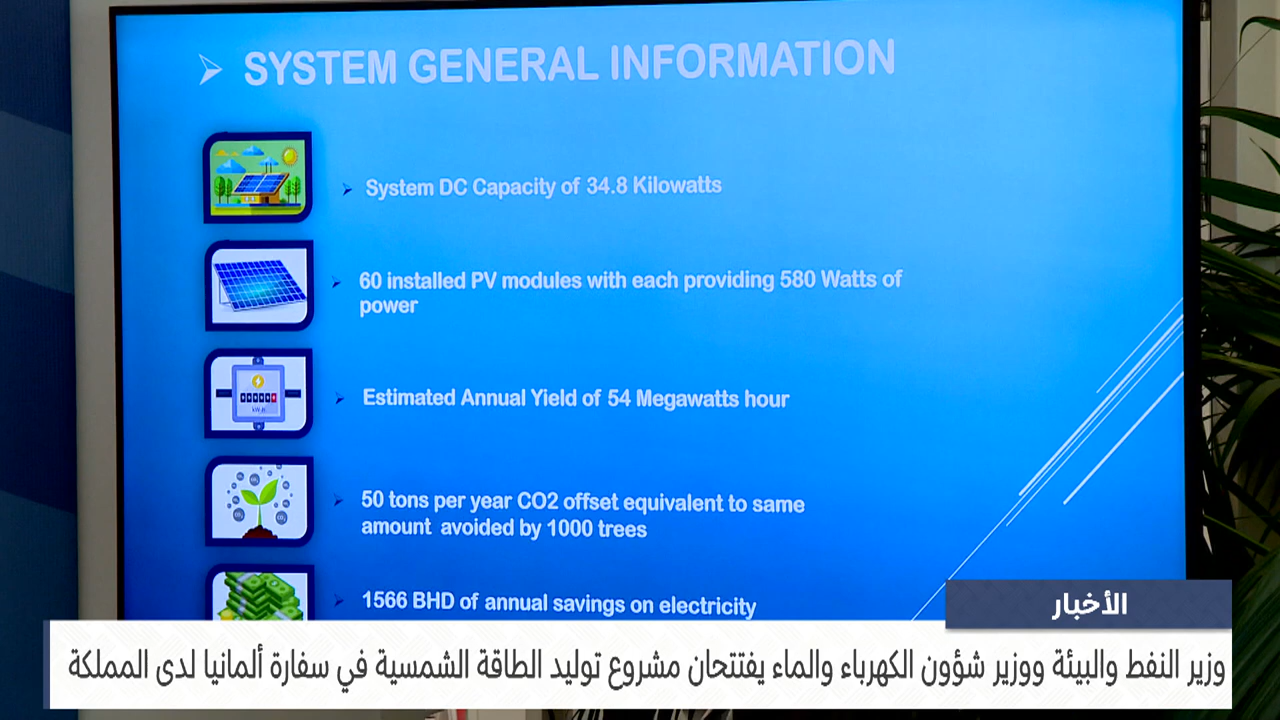 SYSTEM GENERAL INFORMATION
System DC Capacity of 34.8 Kilowatts
60 installed PV modules with each providing 580 Watts of
power
Estimated Annual Yield of 54 Megawatts hour
50 tons per year CO2 offset equivalent to same
amount avoided by 1000 trees
1566 BHD of annual savings on electricity
الأخبار
وزير النفط والبيئة ووزير شؤون الكهرباء والماء يفتتحان مشروع توليد الطاقة الشمسية في سفارة ألمانيا لدى المملكة